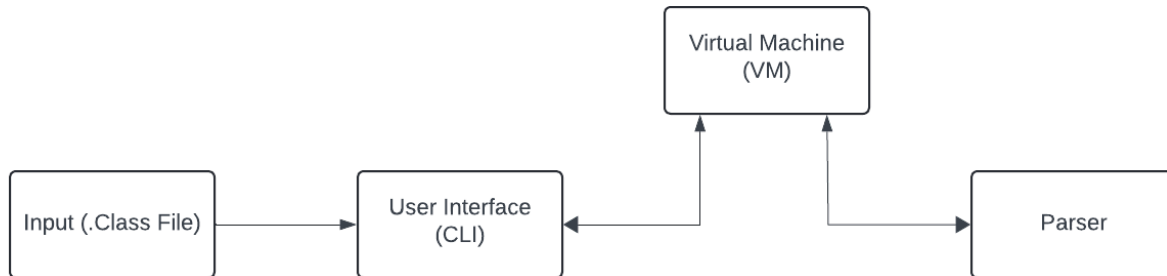 Virtual Machine
(VM)
Input (.Class File)
User Interface
(CLI)
Parser